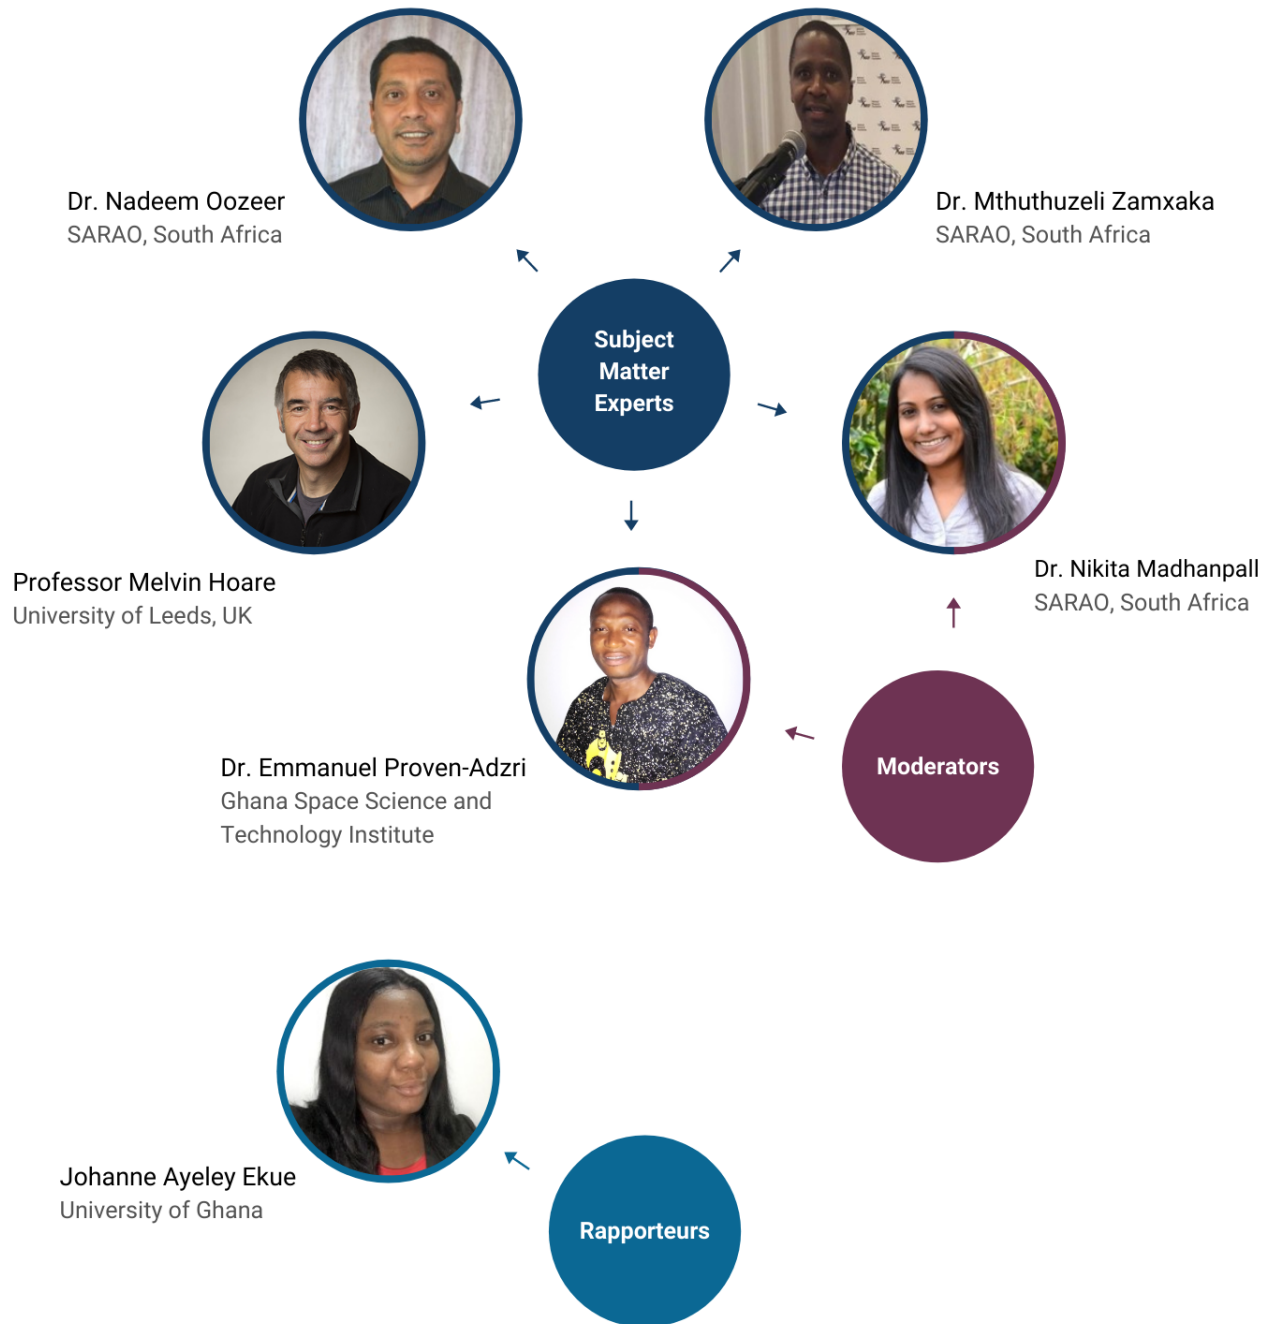 Dr. Nadeem Oozeer
SARAO, South Africa
Dr. Mthuthuzeli Zamxaka
SARAO, South Africa
Subject
Matter
Experts
Professor Melvin Hoare
University of Leeds, UK
Dr. Nikita Madhanpall
SARAO, South Africa
Dr. Emmanuel Proven-Adzri
Ghana Space Science and
Technology Institute
Moderators
Johanne Ayeley Ekue
University of Ghana
Rapporteurs